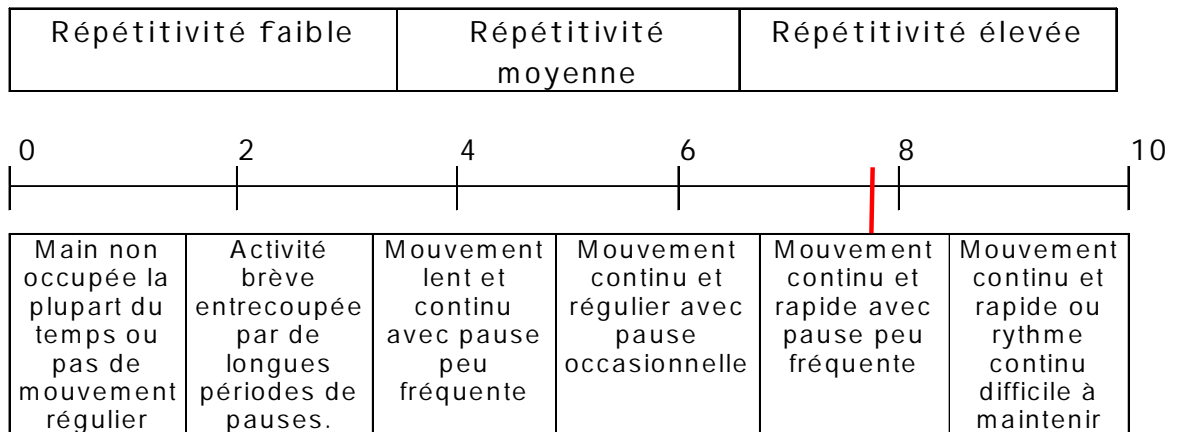 Répétitivité faible
Répétitivité
moyenne
Répétitivité élevée
0 2 4 6 8 10
Main non
occupée la
plupart du
temps ou
pas de
mouvement
régulier
Activité
brève
entrecoupée
par de
longues
périodes de
pauses.
Mouvement
lent et
continu
avec pause
peu
fréquente
Mouvement
continu et
régulier avec
pause
occasionnelle
Mouvement
continu et
rapide avec
pause peu
fréquente
Mouvement
continu et
rapide ou
rythme
continu
difficile à
maintenir